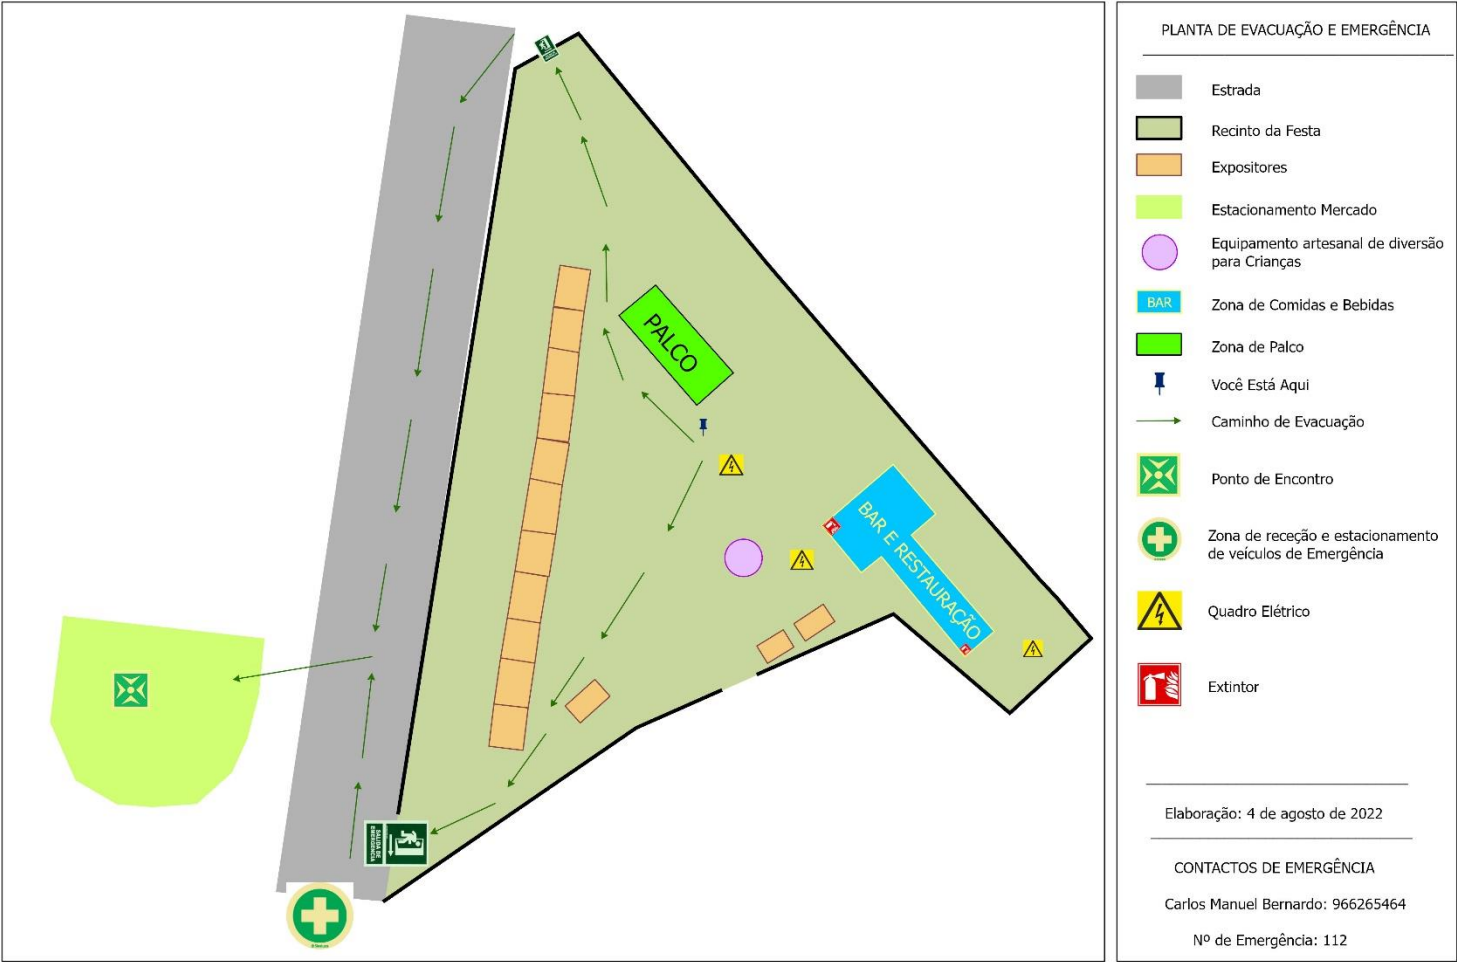 PALCO
BAR E RESTAURAÇÃO
SALIDA DE
EMERGENCIA
PLANTA DE EVACUAÇÃO E EMERGÊNCIA
Estrada
Recinto da Festa
Expositores
Estacionamento Mercado
Equipamento artesanal de diversão
para Crianças
BAR
Zona de Comidas e Bebidas
Zona de Palco
Você Está Aqui
Caminho de Evacuação
Ponto de Encontro
Zona de receção e estacionamento
de veículos de Emergência
Quadro Elétrico
Extintor
Elaboração: 4 de agosto de 2022
CONTACTOS DE EMERGÊNCIA
Carlos Manuel Bernardo: 966265464
Nº de Emergência: 112